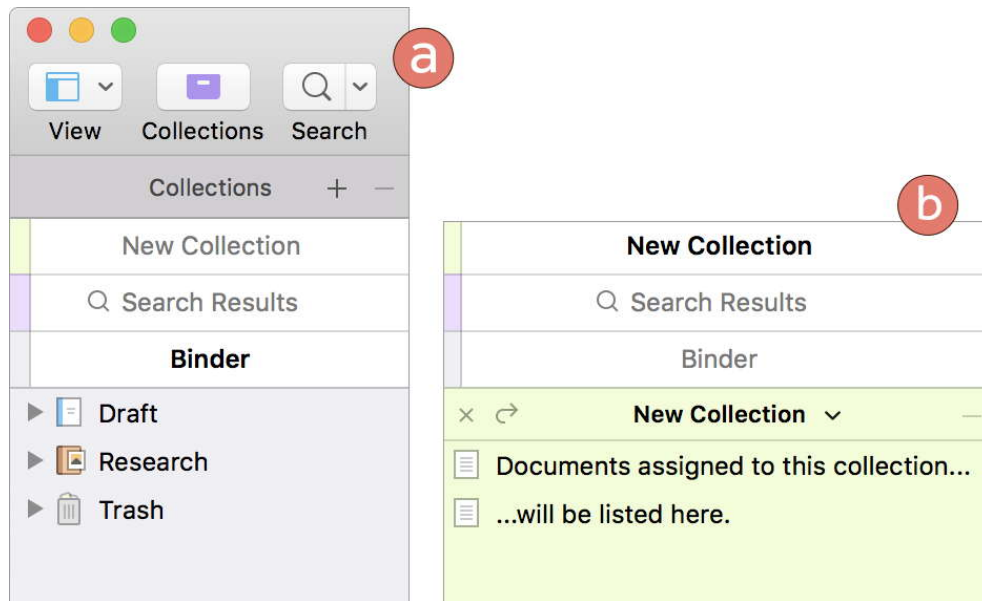 a
View Collections Search
Collections
New Collection
Search Results
Binder
Draft
Research
Trash
b
New Collection
Search Results
Binder
New Collection
Documents assigned to this collection...
...will be listed here.